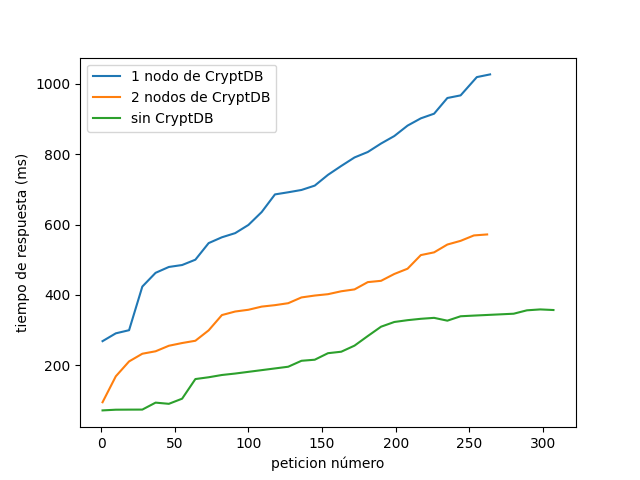 1 nodo de CryptDB
2 nodos de CryptDB
sin CryptDB
1000
800
600
400
200
tiempo de respuesta (ms)
0 50 100 150 200 250 300
peticion número